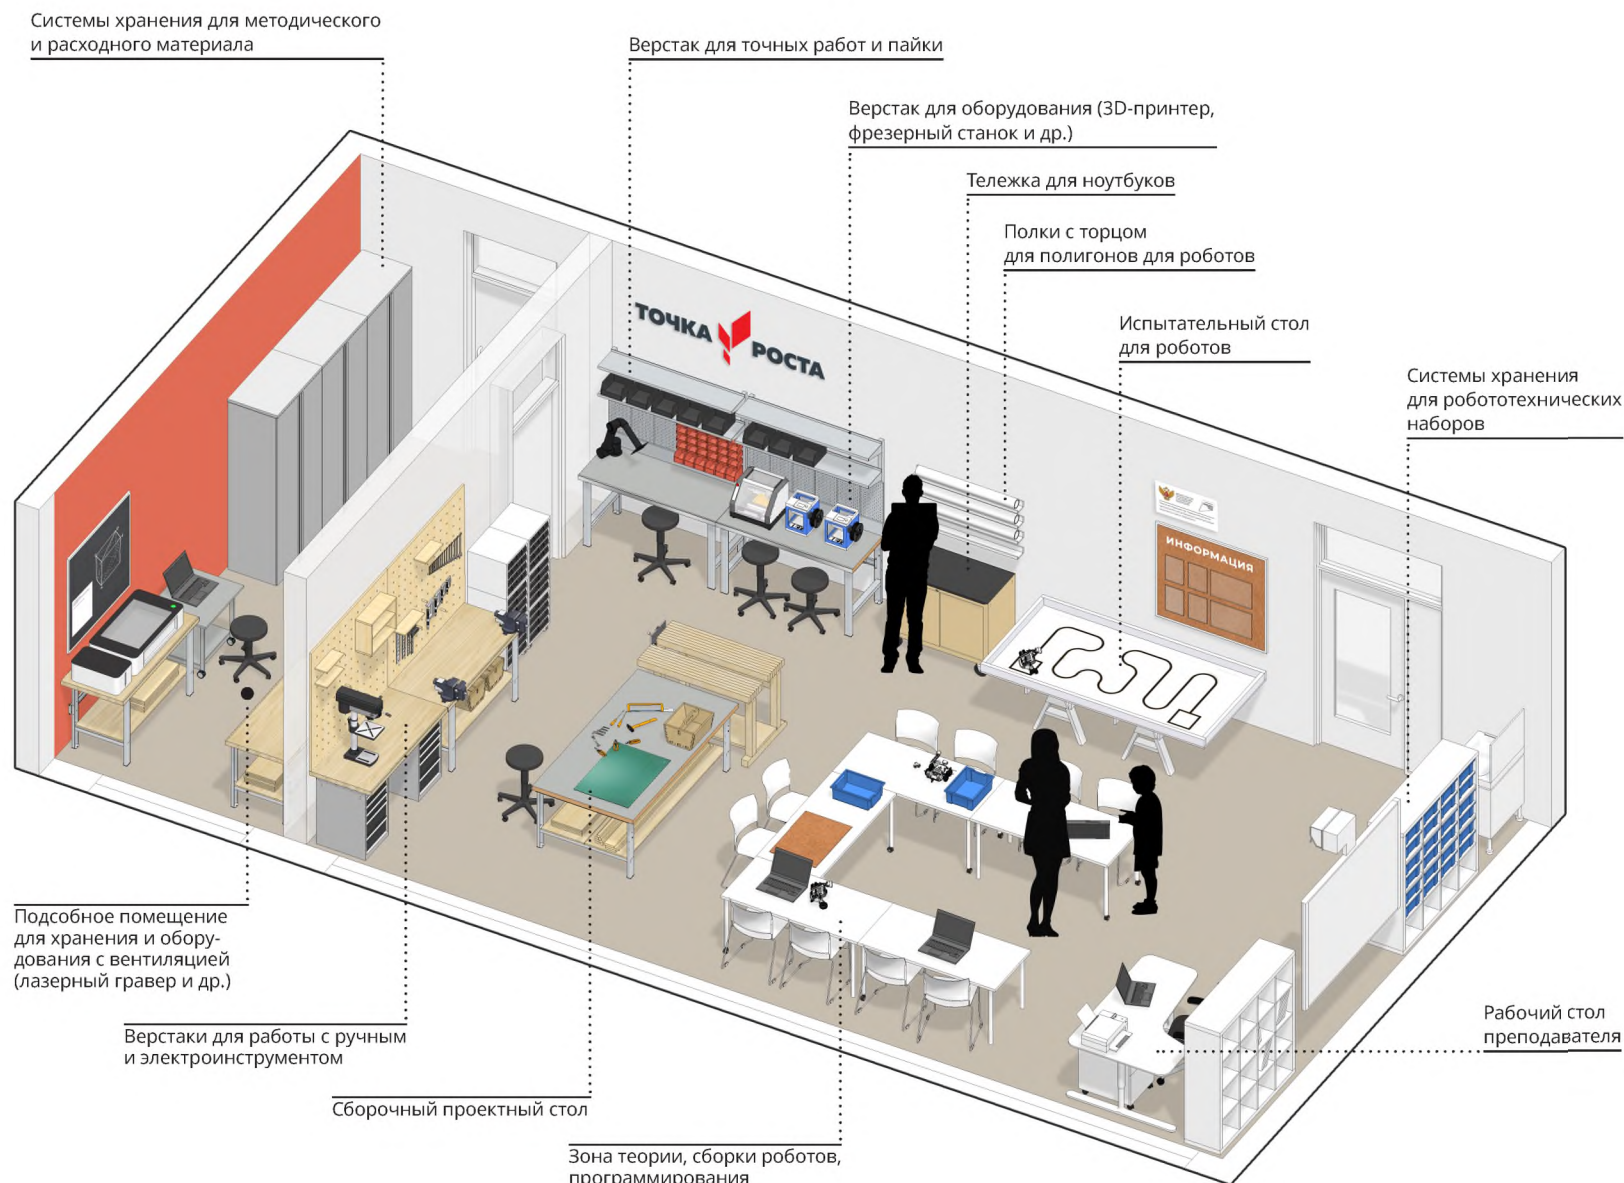 Системы хранения для методического
и расходного материала
Верстак для точных работ и пайки
Верстак для оборудования (3D-принтер,
фрезерный станок и др.)
Тележка для ноутбуков
Полки с торцом
для полигонов для роботов
Испытательный стол
для роботов
Системы хранения
для робототехнических
наборов
ТОЧКА
РОСТА
ИНФОРМАЦИЯ
Подсобное помещение
для хранения и обору-
дования с вентиляцией
(лазерный гравер и др.)
Верстаки для работы с ручным
и электроинструментом
Сборочный проектный стол
Зона теории, сборки роботов,
программирования
Рабочий стол
преподавателя